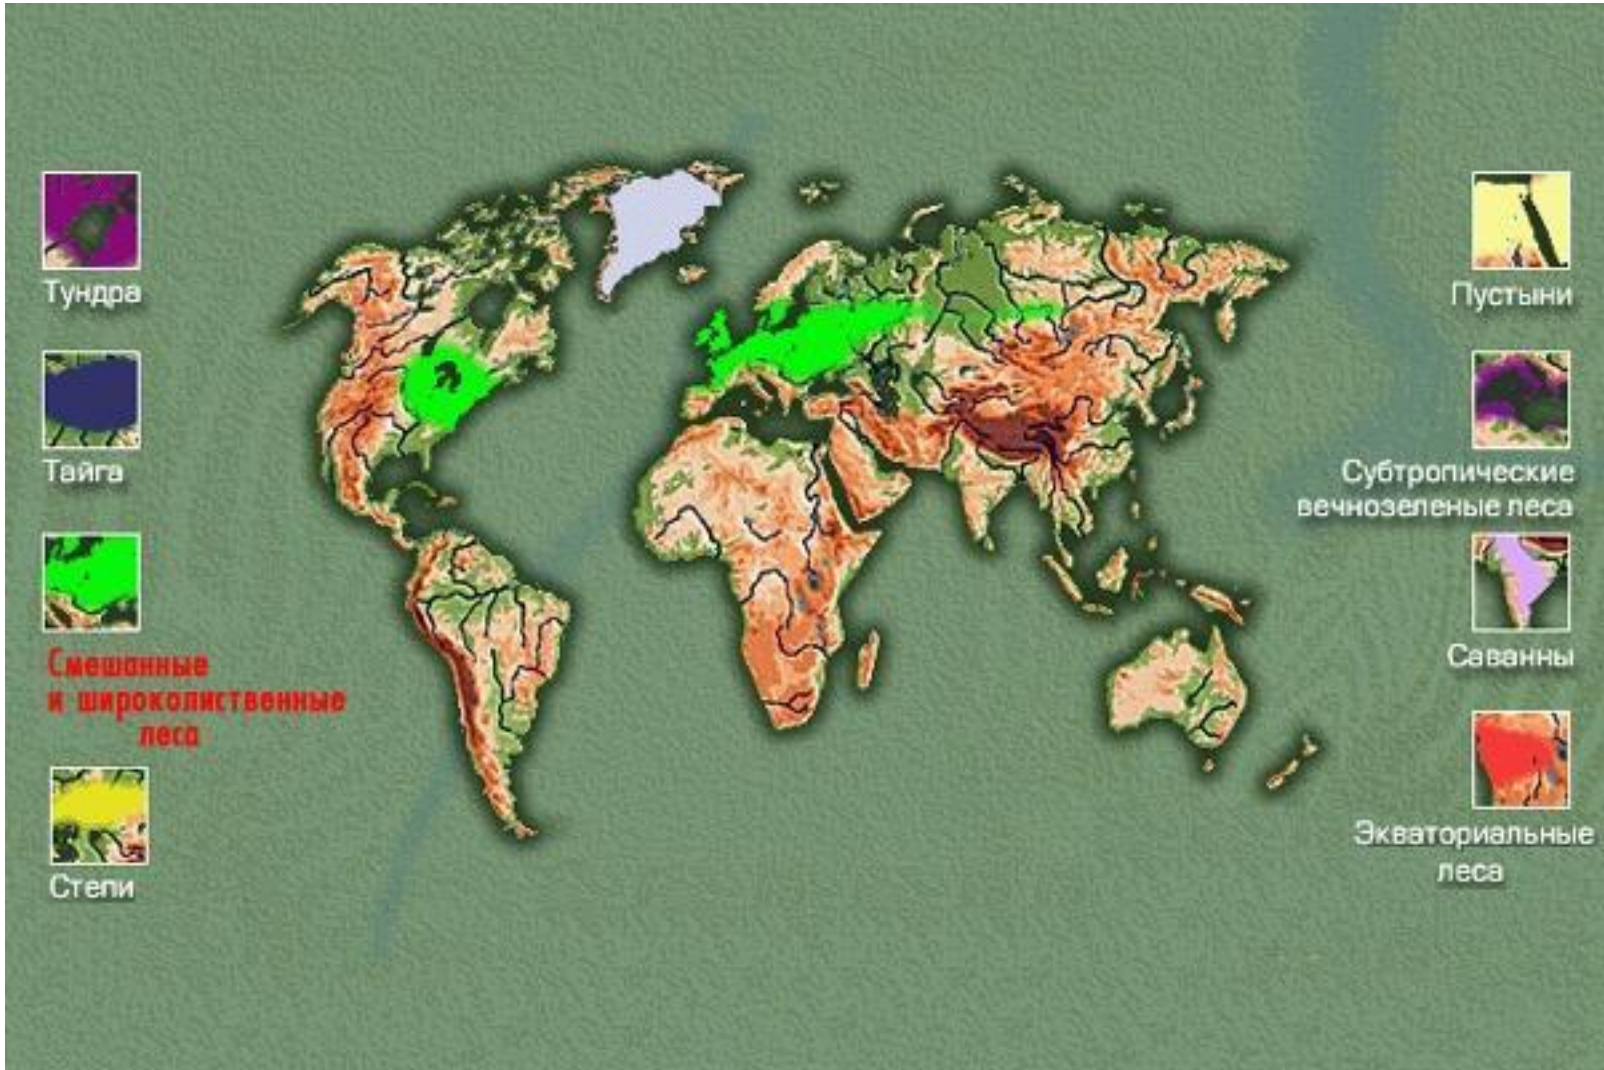 Тундра
Тайга
Смешанные
и широколиственные
леса
Степи
Пустыни
Субтропические
вечнозеленые леса
Саванны
Экваториальные
леса